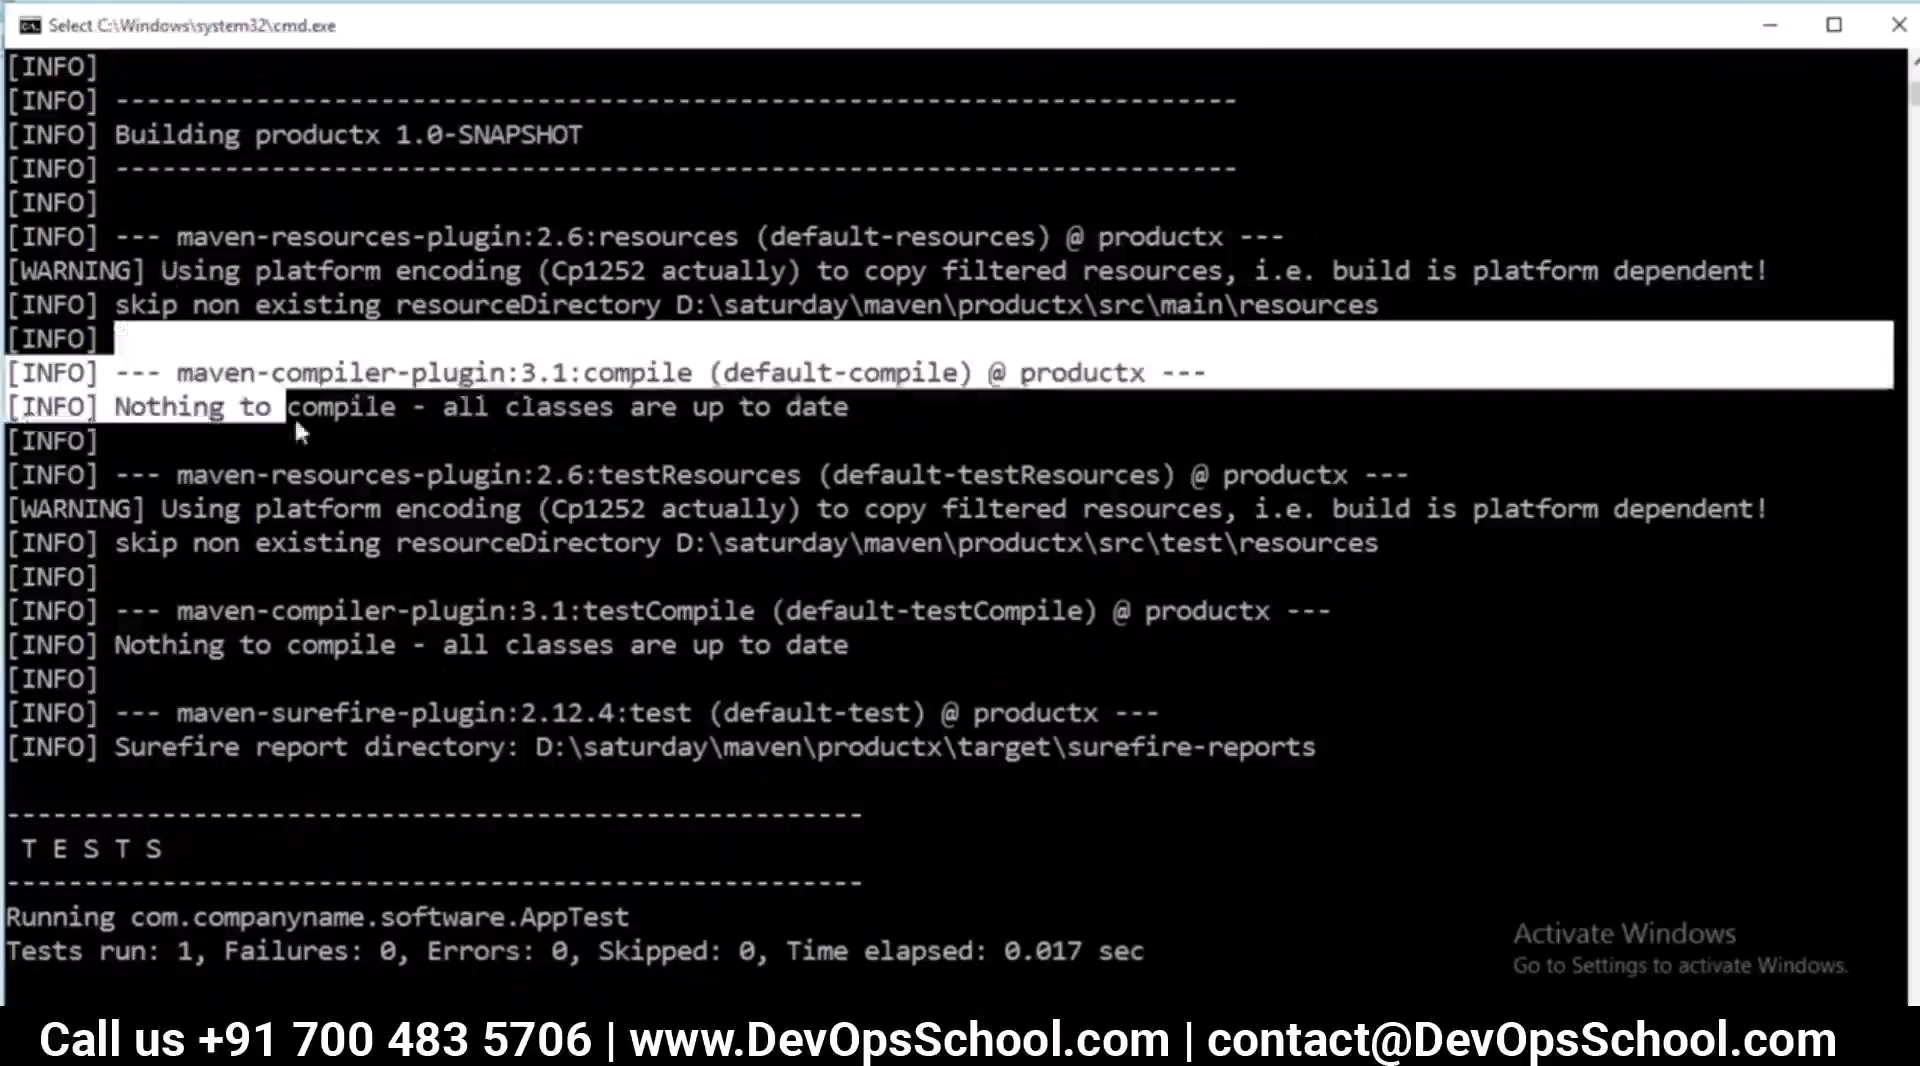 Select C:\Windows\system32\cmd.exe
[INFO]
[INFO] ------------------------------------------------------------------------
[INFO] Building productx 1.0-SNAPSHOT
[INFO] ------------------------------------------------------------------------
[INFO]
[INFO] --- maven-resources-plugin:2.6:resources (default-resources) @ productx ---
[WARNING] Using platform encoding (Cp1252 actually) to copy filtered resources, i.e. build is platform dependent!
[INFO] skip non existing resourceDirectory D:\saturday\maven\productx\src\main\resources
[INFO]
[INFO] --- maven-compiler-plugin:3.1:compile (default-compile) @ productx ---
[INFO] Nothing to compile - all classes are up to date
[INFO]
[INFO] --- maven-resources-plugin:2.6:testResources (default-testResources) @ productx ---
[WARNING] Using platform encoding (Cp1252 actually) to copy filtered resources, i.e. build is platform dependent!
[INFO] skip non existing resourceDirectory D:\saturday\maven\productx\src\test\resources
[INFO]
[INFO] --- maven-compiler-plugin:3.1:testCompile (default-testCompile) @ productx ---
[INFO] Nothing to compile - all classes are up to date
[INFO]
[INFO] --- maven-surefire-plugin:2.12.4:test (default-test) @ productx ---
[INFO] Surefire report directory: D:\saturday\maven\productx\target\surefire-reports
-------------------------------------------------------
T E S T S
-------------------------------------------------------
Running com.companyname.software.AppTest
Tests run: 1, Failures: 0, Errors: 0, Skipped: 0, Time elapsed: 0.017 sec
Activate Windows
Go to Settings to activate Windows.
Call us +91 700 483 5706 | www.DevOpsSchool.com | contact@DevOpsSchool.com